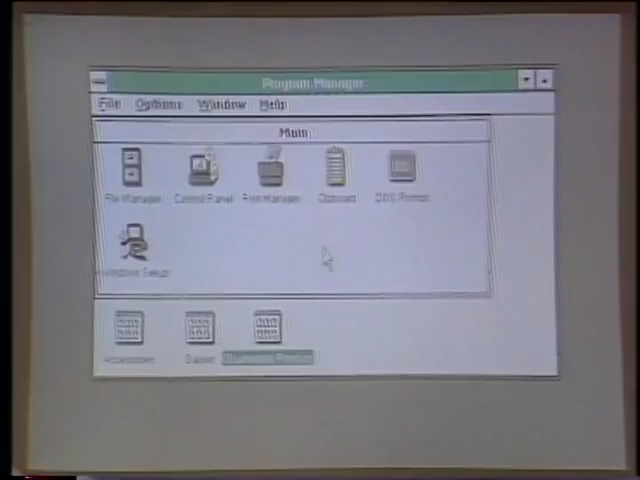 Program Manager
File Options Window Help
Main
File Manager Control Panel Print Manager Clipboard DOS Prompt
Windows Setup
Accessories Games